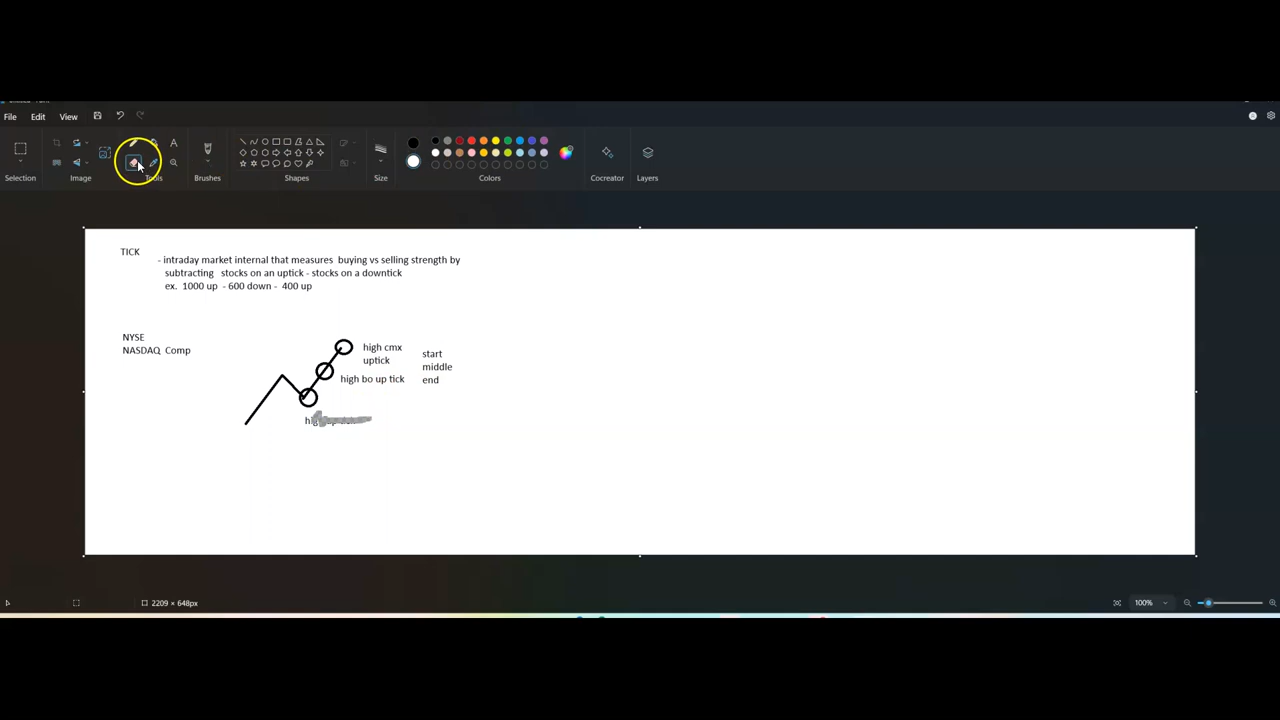 File Edit View
A
Selection Image Tools Brushes Shapes Size Colors Cocreator Layers
TICK
- intraday market internal that measures buying vs selling strength by
subtracting stocks on an uptick - stocks on a downtick
ex. 1000 up - 600 down - 400 up
NYSE
NASDAQ Comp
high cmx
uptick
high bo up tick
start
middle
end
2209 × 648px
100%